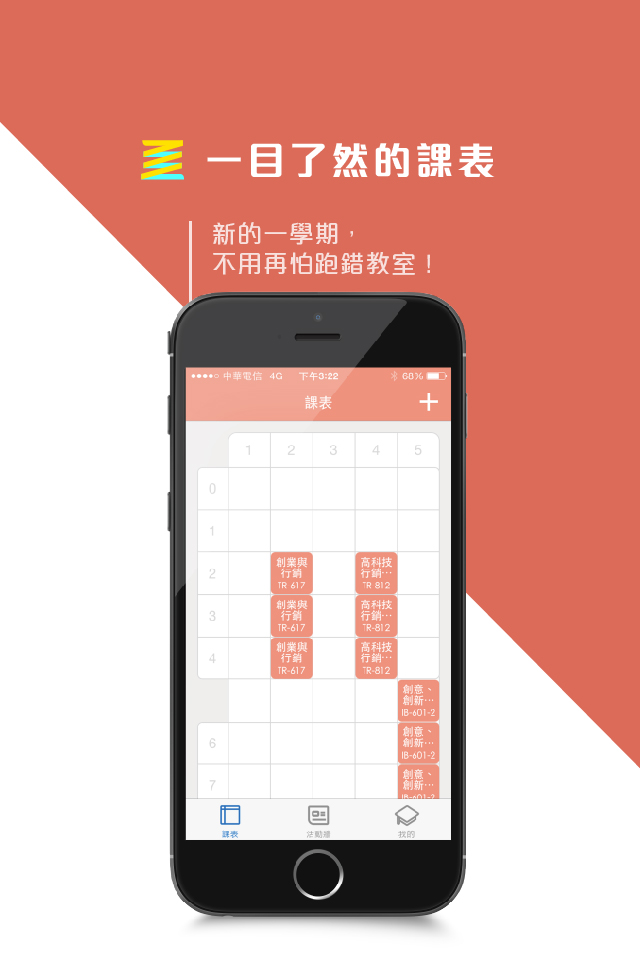 一目了然的課表
新的一學期，
不用再怕跑錯教室！
中華電信 4G 下午3:22 68%
課表 +
1 2 3 4 5
0
1
2 創業與行銷 TR-617 高科技行銷… TR-812
3 創業與行銷 TR-617 高科技行銷… TR-812
4 創業與行銷 TR-617 高科技行銷… TR-812
創意、創新… IB-601-2
6 創意、創新… IB-601-2
7 創意、創新… IB-601-2
課表 活動牆 我的